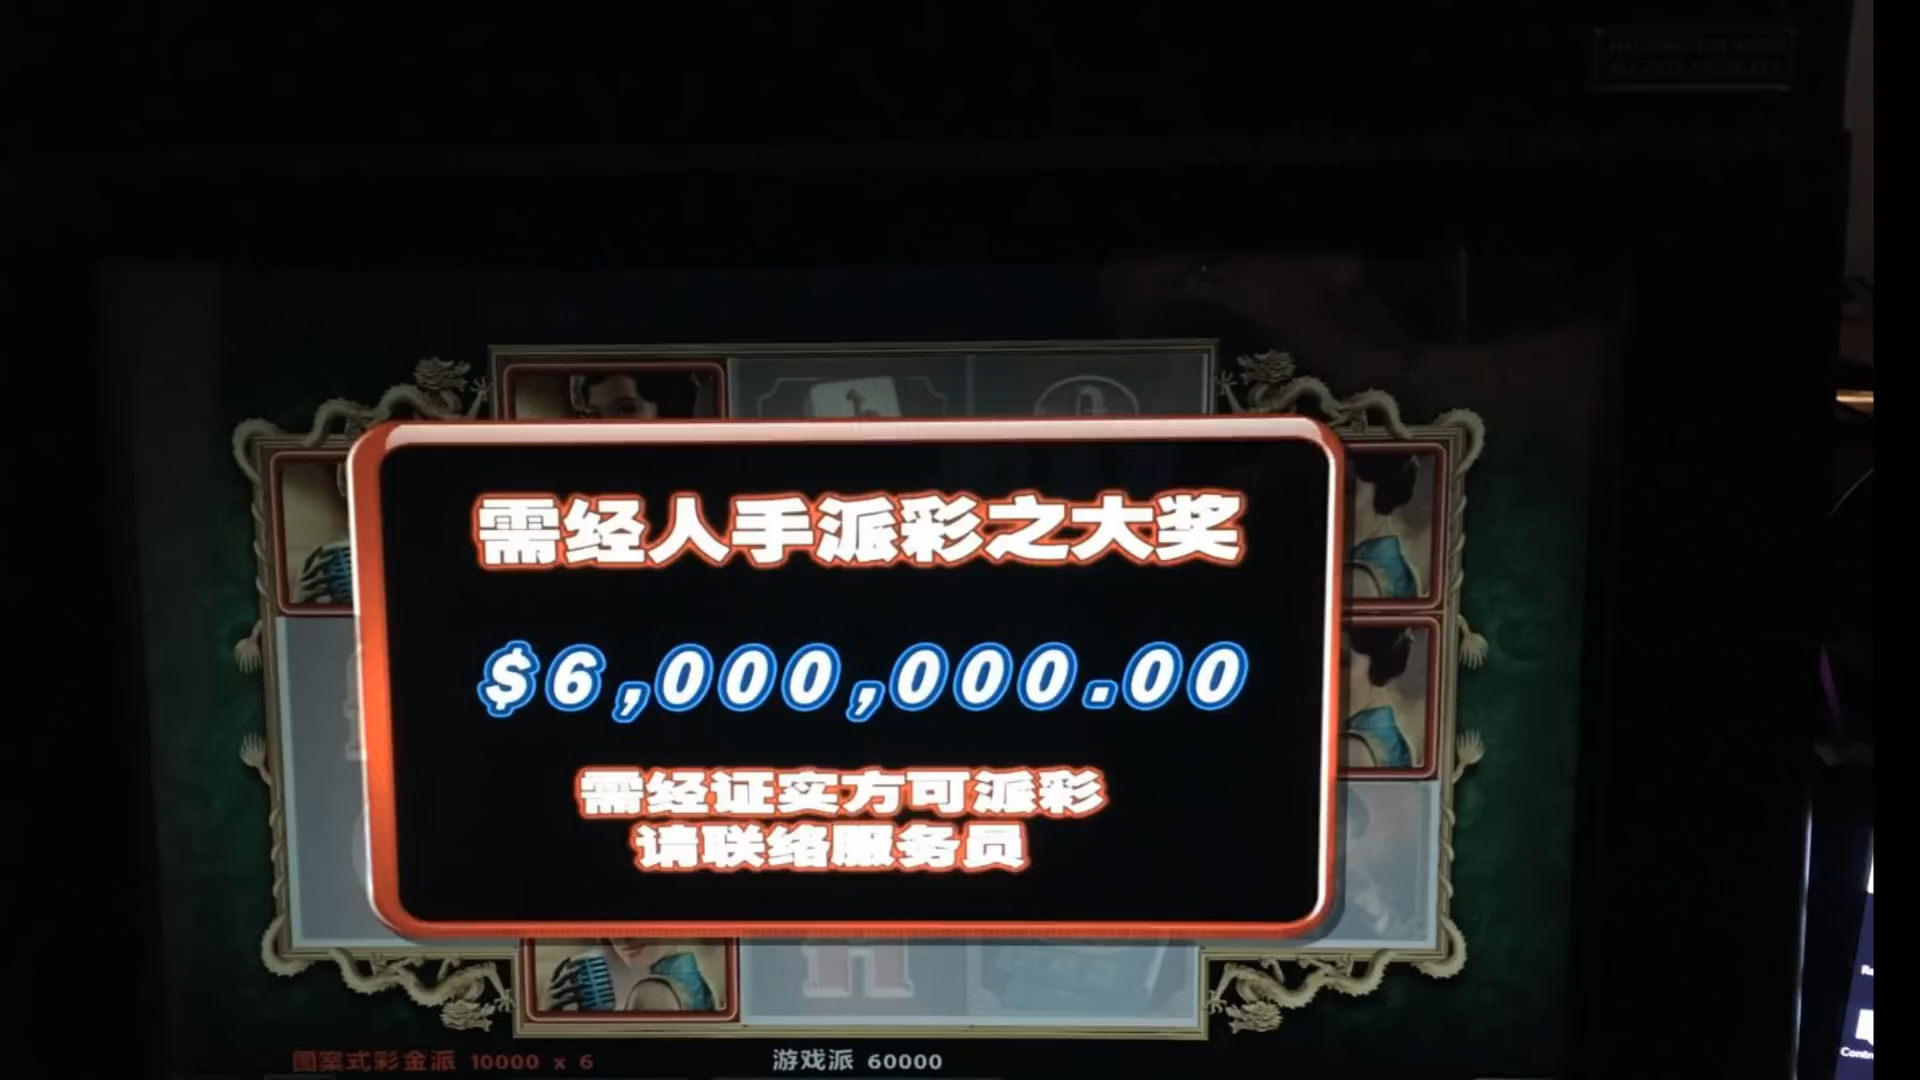 需经人手派彩之大奖
$6,000,000.00
需经证实方可派彩
请联络服务员
图案式彩金派 10000 x 6
游戏派 60000